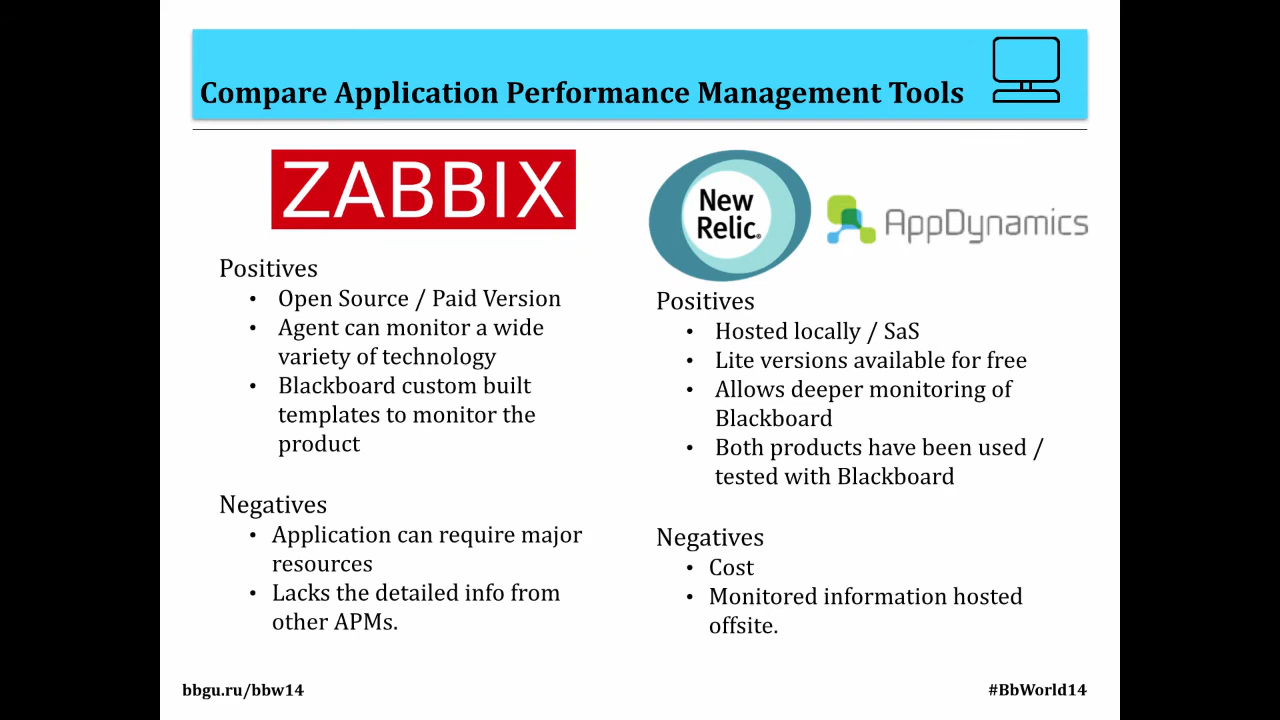 Compare Application Performance Management Tools
ZABBIX
Positives
• Open Source / Paid Version
• Agent can monitor a wide
variety of technology
• Blackboard custom built
templates to monitor the
product
Negatives
• Application can require major
resources
• Lacks the detailed info from
other APMs.
New
Relic®
AppDynamics
Positives
• Hosted locally / SaS
• Lite versions available for free
• Allows deeper monitoring of
Blackboard
• Both products have been used /
tested with Blackboard
Negatives
• Cost
• Monitored information hosted
offsite.
bbgu.ru/bbw14
#BbWorld14